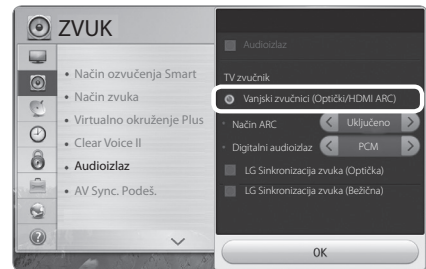 ZVUK
Način ozvučenja Smart
Način zvuka
Virtualno okruženje Plus
Clear Voice II
Audioizlaz
AV Sync. Podeš.
Audioizlaz
TV zvučnik
Vanjski zvučnici (Optički/HDMI ARC)
Način ARC
Uključeno
Digitalni audioizlaz
PCM
LG Sinkronizacija zvuka (Optička)
LG Sinkronizacija zvuka (Bežična)
OK